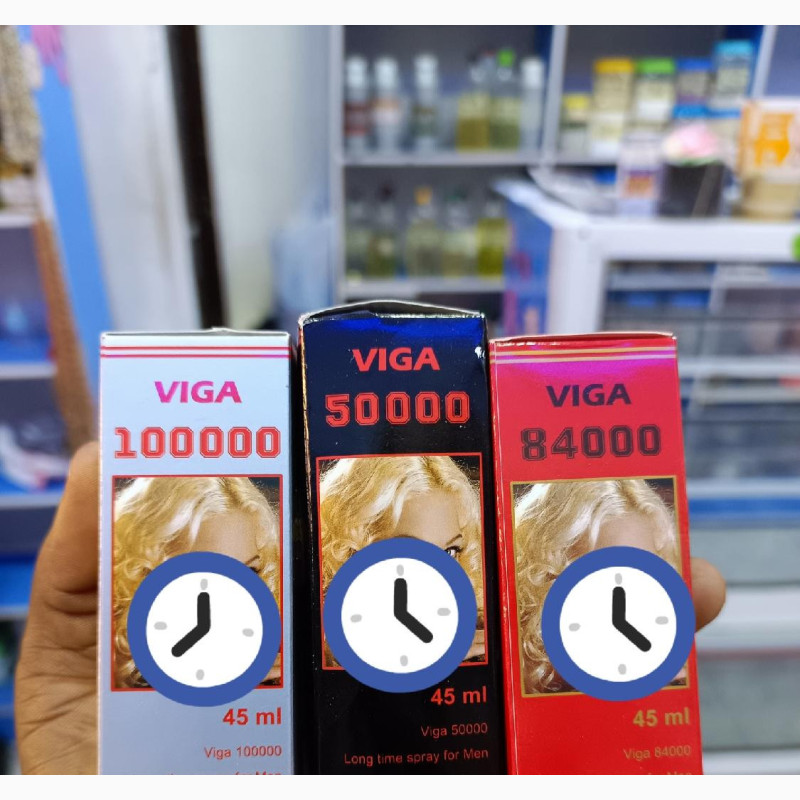 VIGA
100000
45 ml
Viga 100000
VIGA
50000
45 ml
Viga 50000
Long time spray for Men
VIGA
84000
45 ml
Viga 84000